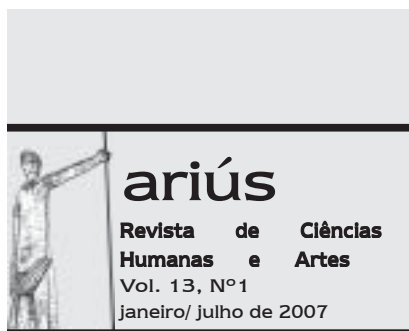 ariús
Revista de Ciências
Humanas e Artes
Vol. 13, Nº1
janeiro/ julho de 2007